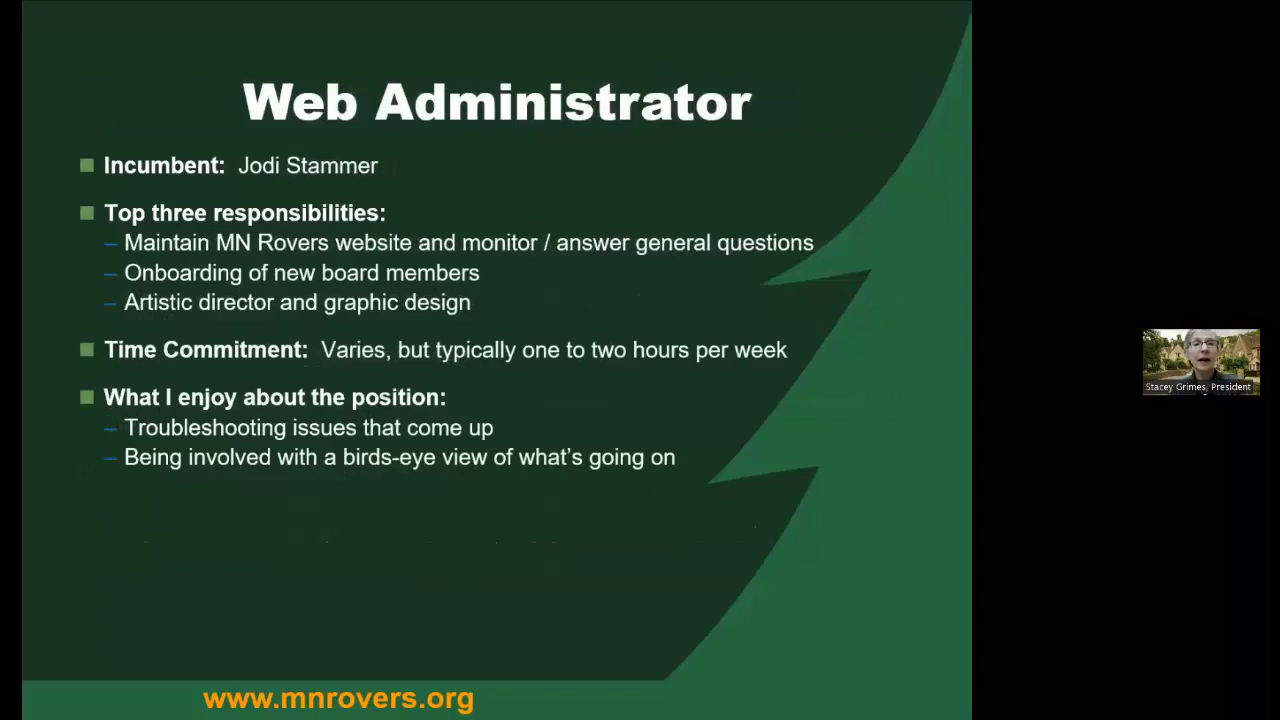 Web Administrator
Incumbent: Jodi Stammer
Top three responsibilities:
– Maintain MN Rovers website and monitor / answer general questions
– Onboarding of new board members
– Artistic director and graphic design
Time Commitment: Varies, but typically one to two hours per week
What I enjoy about the position:
– Troubleshooting issues that come up
– Being involved with a birds-eye view of what's going on
www.mnrovers.org
Stacey Grimes, President